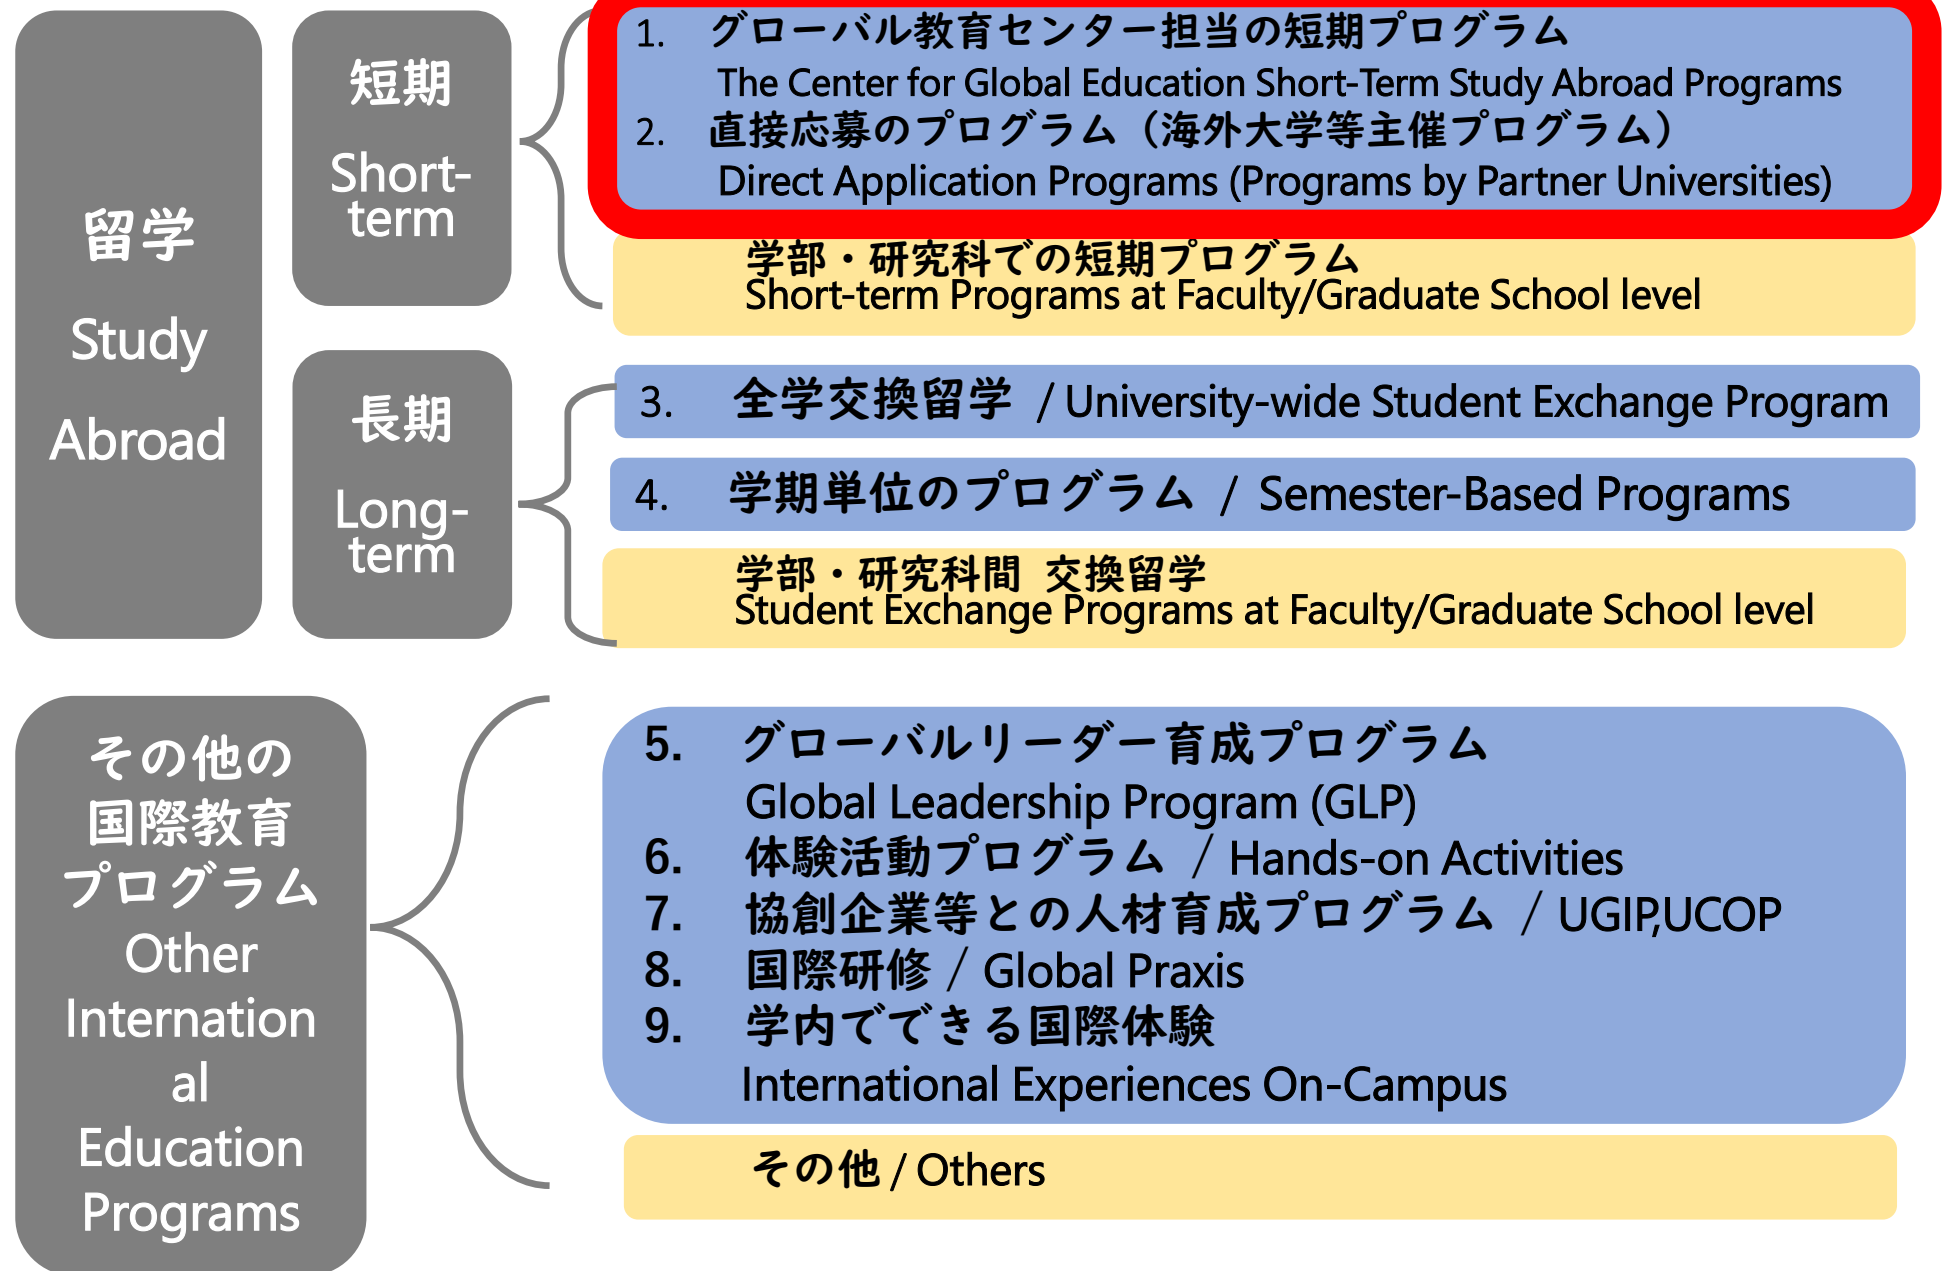 留学
Study
Abroad
短期
Short-
term
1. グローバル教育センター担当の短期プログラム
The Center for Global Education Short-Term Study Abroad Programs
2. 直接応募のプログラム（海外大学等主催プログラム）
Direct Application Programs (Programs by Partner Universities)
学部・研究科での短期プログラム
Short-term Programs at Faculty/Graduate School level
長期
Long-
term
3. 全学交換留学 / University-wide Student Exchange Program
4. 学期単位のプログラム / Semester-Based Programs
学部・研究科間 交換留学
Student Exchange Programs at Faculty/Graduate School level
その他の
国際教育
プログラム
Other
Internation
al
Education
Programs
5. グローバルリーダー育成プログラム
Global Leadership Program (GLP)
6. 体験活動プログラム / Hands-on Activities
7. 協創企業等との人材育成プログラム / UGIP,UCOP
8. 国際研修 / Global Praxis
9. 学内でできる国際体験
International Experiences On-Campus
その他 / Others